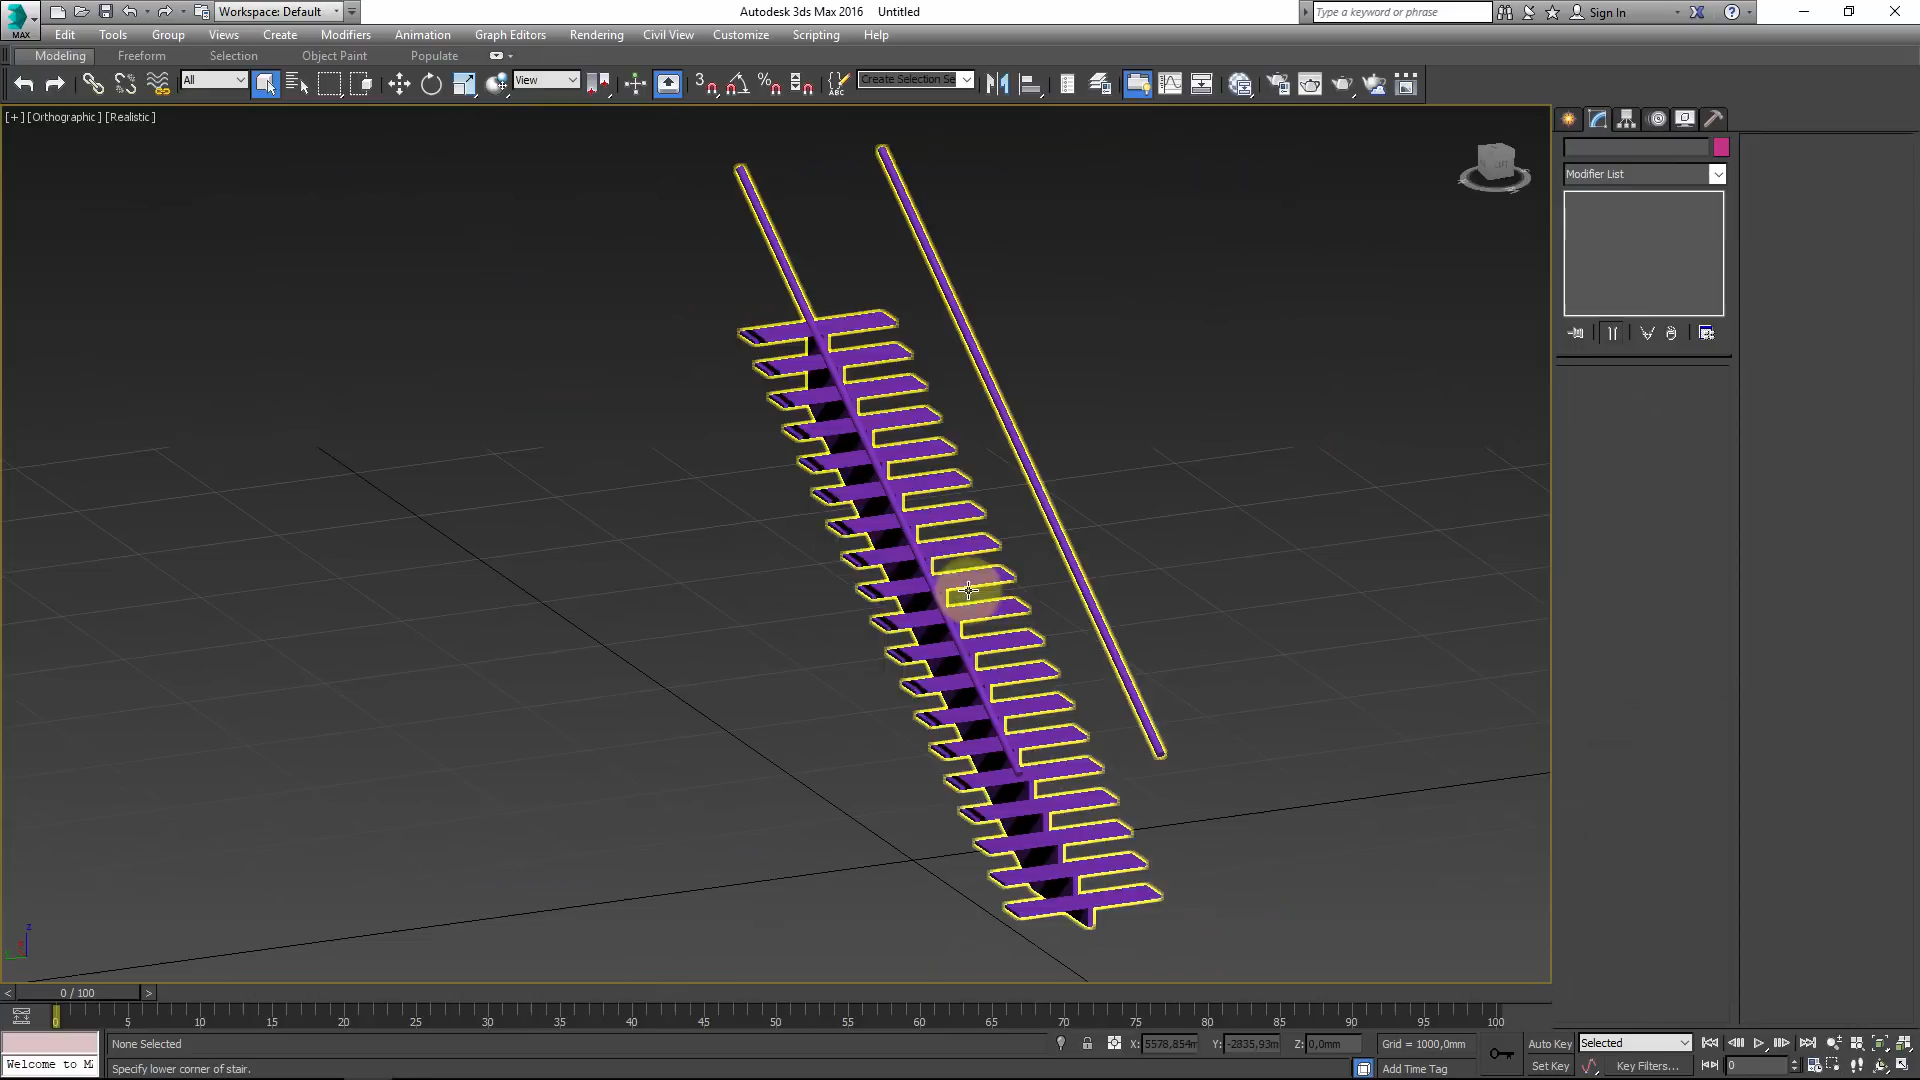 MAX
Workspace: Default
Autodesk 3ds Max 2016 Untitled
Type a keyword or phrase
Sign In
Edit Tools Group Views Create Modifiers Animation Graph Editors Rendering Civil View Customize Scripting Help
Modeling Freeform Selection Object Paint Populate
All
View
3
ABC
Create Selection Se
[+] [Orthographic] [Realistic]
Modifier List
z
0 / 100
0 5 10 15 20 25 30 35 40 45 50 55 60 65 70 75 80 85 90 95 100
None Selected
X: 5578,854m
Y: -2835,93m
Z: 0,0mm
Grid = 1000,0mm
Auto Key
Selected
Welcome to M
Specify lower corner of stair.
Add Time Tag
Set Key
Key Filters...
0